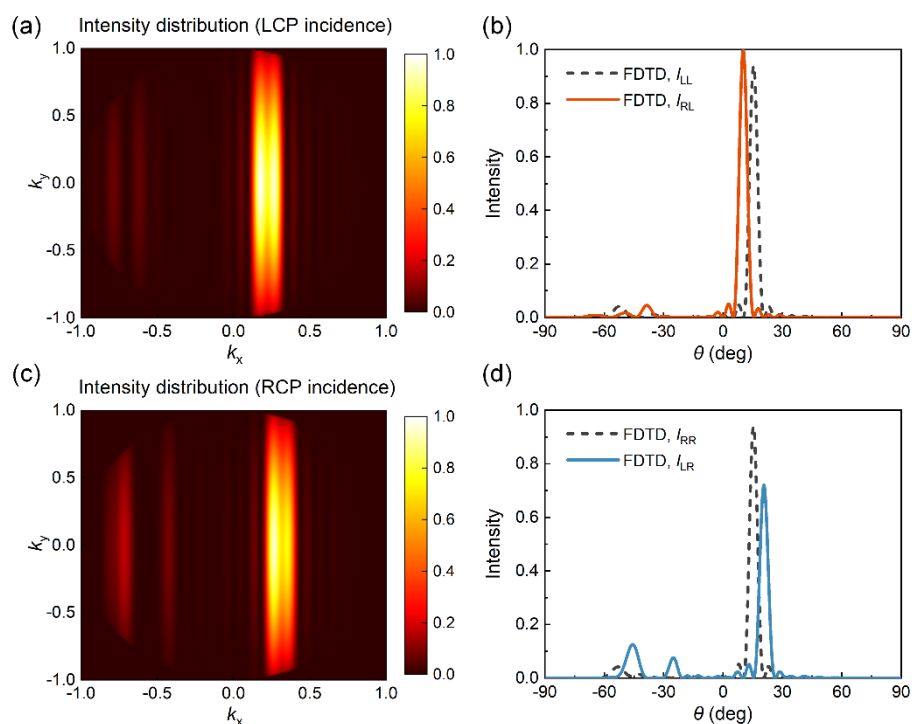 (a) Intensity distribution (LCP incidence)
1.0
0.5
0.0
-0.5
-1.0
ky
-1.0 -0.5 0.0 0.5 1.0
kx
1.0
0.8
0.6
0.4
0.2
0.0
(b)
FDTD, ILL
FDTD, IRL
1.0
0.8
0.6
0.4
0.2
0.0
Intensity
-90 -60 -30 0 30 60 90
θ (deg)
(c) Intensity distribution (RCP incidence)
1.0
0.5
0.0
-0.5
-1.0
ky
-1.0 -0.5 0.0 0.5 1.0
kx
1.0
0.8
0.6
0.4
0.2
0.0
(d)
FDTD, IRR
FDTD, ILR
1.0
0.8
0.6
0.4
0.2
0.0
Intensity
-90 -60 -30 0 30 60 90
θ (deg)